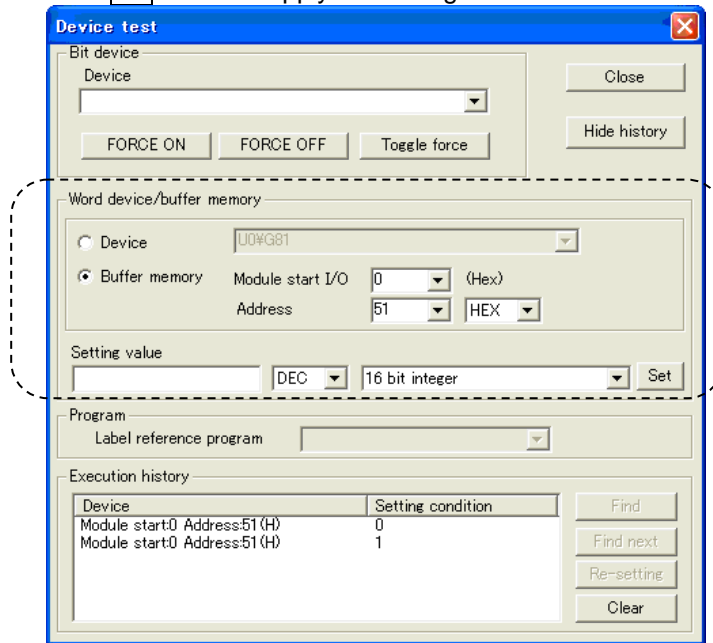 apply
Device test
Bit device
Device
Close
FORCE ON FORCE OFF Toggle force
Hide history
Word device/buffer memory
Device U0¥G81
Buffer memory Module start I/O 0 (Hex)
Address 51 HEX
Setting value
DEC 16 bit integer Set
Program
Label reference program
Execution history
Device Setting condition
Module start:0 Address:51(H) 0
Module start:0 Address:51(H) 1
Find
Find next
Re-setting
Clear